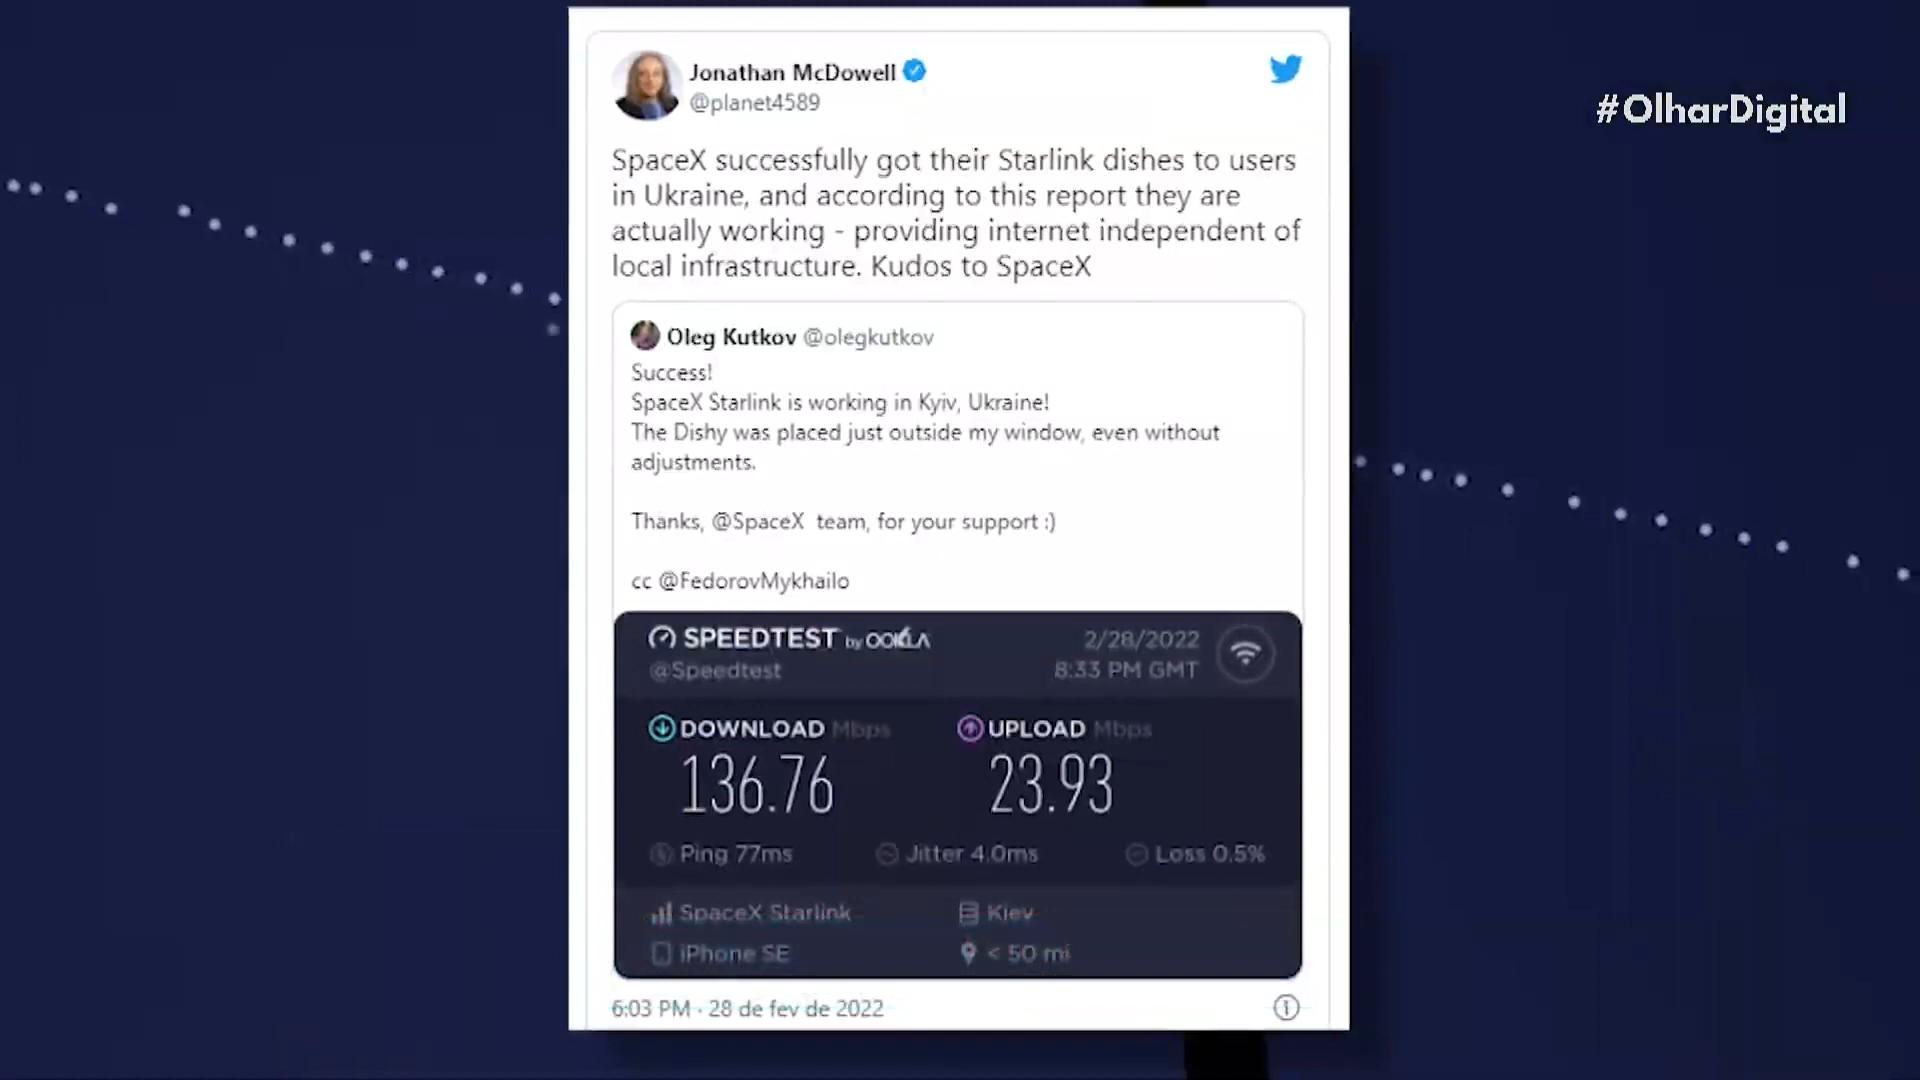 #OlharDigital
Jonathan McDowell
@planet4589
SpaceX successfully got their Starlink dishes to users
in Ukraine, and according to this report they are
actually working - providing internet independent of
local infrastructure. Kudos to SpaceX
Oleg Kutkov @olegkutkov
Success!
SpaceX Starlink is working in Kyiv, Ukraine!
The Dishy was placed just outside my window, even without
adjustments.
Thanks, @SpaceX team, for your support :)
cc @FedorovMykhailo
SPEEDTEST by OOKLA 2/28/2022
@Speedtest 8:33 PM GMT
DOWNLOAD Mbps UPLOAD Mbps
136.76 23.93
Ping 77ms Jitter 4.0ms Loss 0.5%
SpaceX Starlink Kiev
iPhone SE < 50 mi
6:03 PM · 28 de fev de 2022